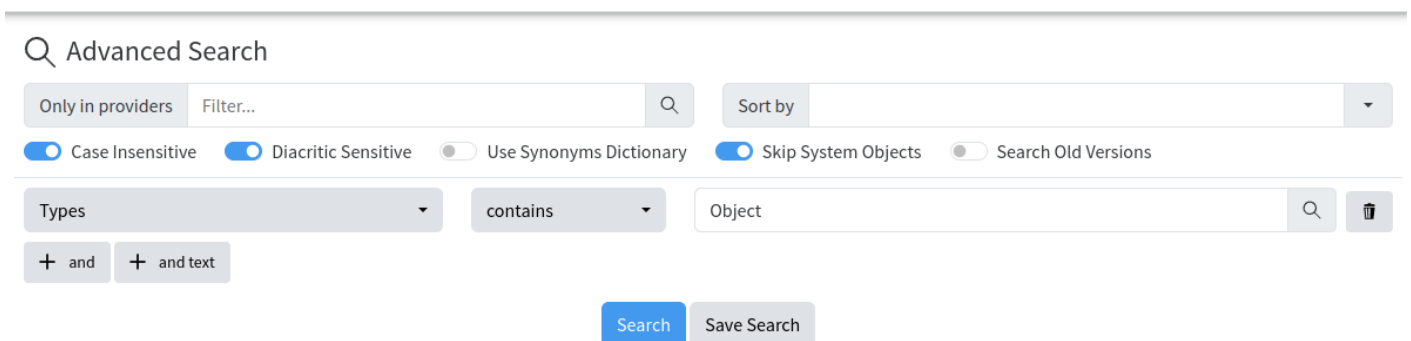 Advanced Search
Only in providers Filter... Sort by
Case Insensitive Diacritic Sensitive Use Synonyms Dictionary Skip System Objects Search Old Versions
Types contains Object
+ and + and text
Search Save Search